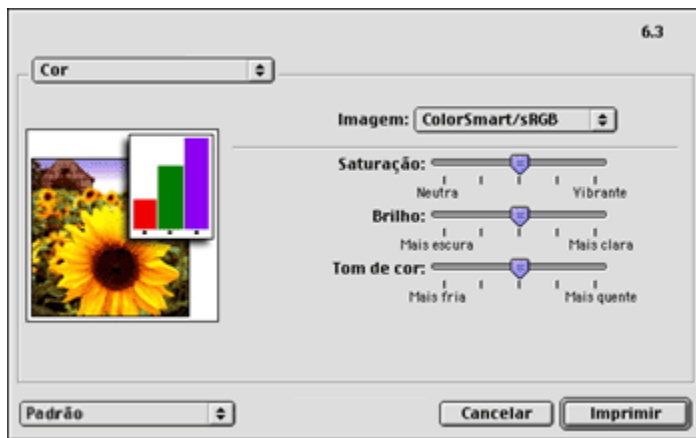 6.3
Cor
Imagem: ColorSmart/sRGB
Saturação:
Neutra Vibrante
Brilho:
Mais escura Mais clara
Tom de cor:
Mais fria Mais quente
Padrão Cancelar Imprimir